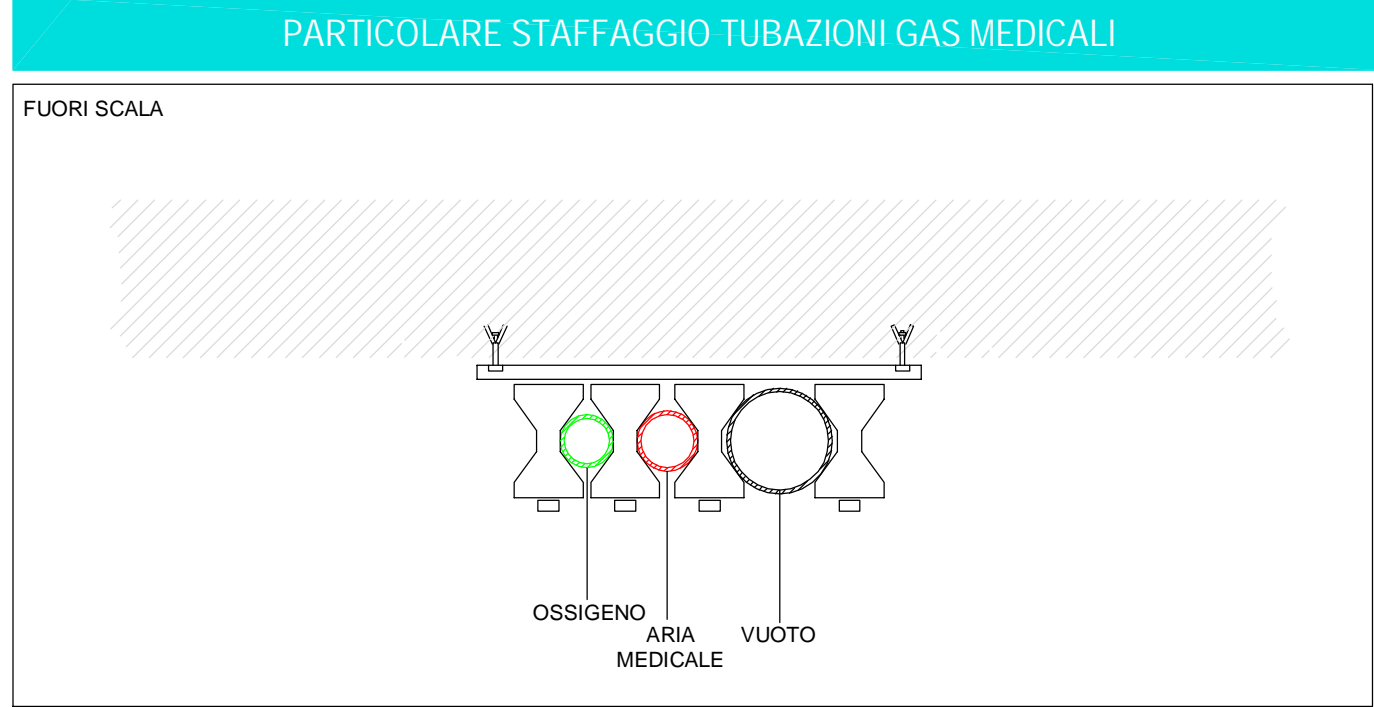 PARTICOLARE STAFFAGGIO TUBAZIONI GAS MEDICALI
FUORI SCALA
OSSIGENO
ARIA
MEDICALE
VUOTO